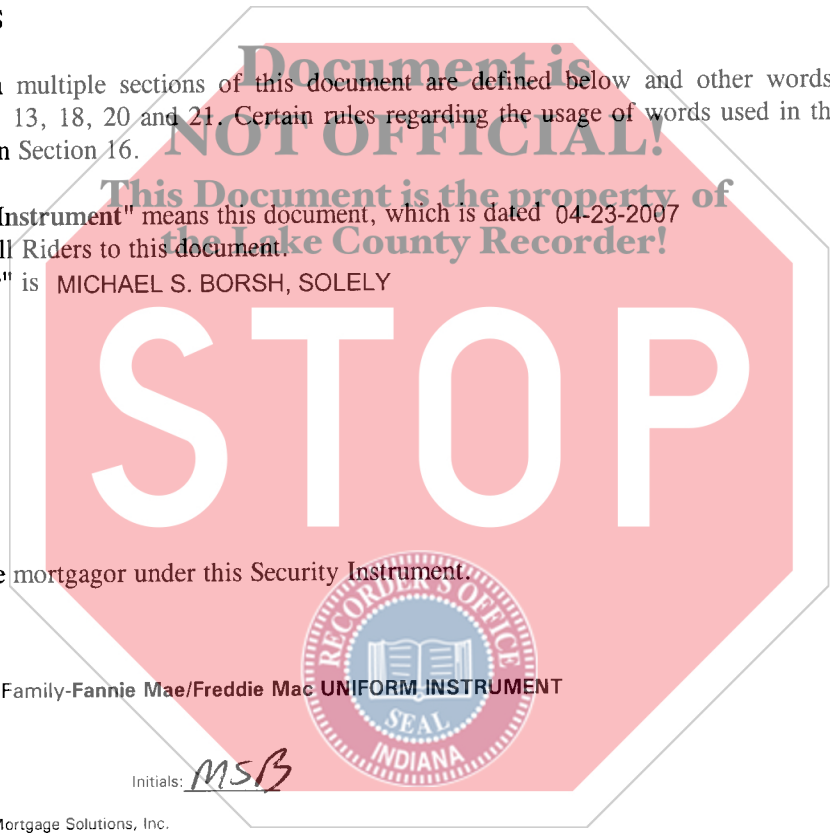 S
multiple sections of this document are defined below and other words
13, 18, 20 and 21. Certain rules regarding the usage of words used in th
n Section 16.
Document is
NOT OFFICIAL!
This Document is the property of
the Lake County Recorder!
Instrument" means this document, which is dated 04-23-2007
ll Riders to this document.
" is MICHAEL S. BORSH, SOLELY
STOP
e mortgagor under this Security Instrument.
RECORDER'S OFFICE
SEAL
INDIANA
Family-Fannie Mae/Freddie Mac UNIFORM INSTRUMENT
Initials: MSB
Mortgage Solutions, Inc.